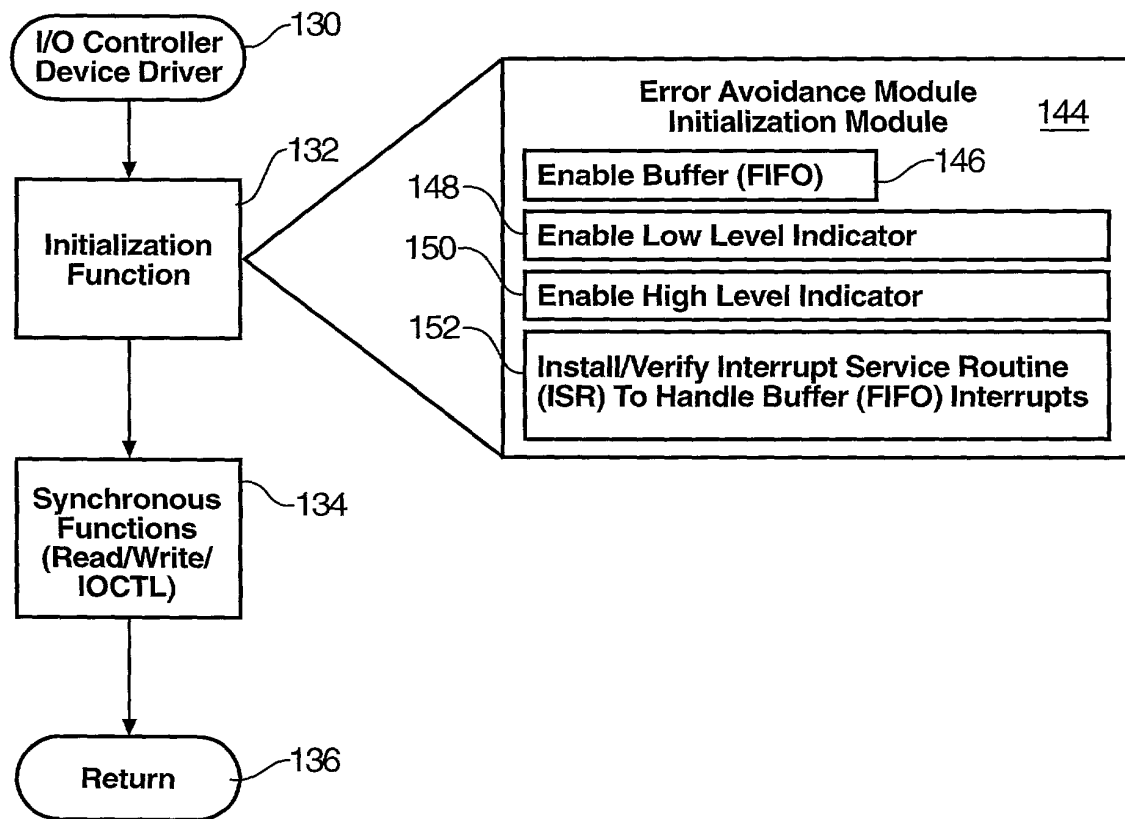 I/O Controller
Device Driver
130
132
Initialization
Function
Synchronous
Functions
(Read/Write/
IOCTL)
134
Return
136
Error Avoidance Module
Initialization Module
144
Enable Buffer (FIFO)
146
148
Enable Low Level Indicator
150
Enable High Level Indicator
152
Install/Verify Interrupt Service Routine
(ISR) To Handle Buffer (FIFO) Interrupts